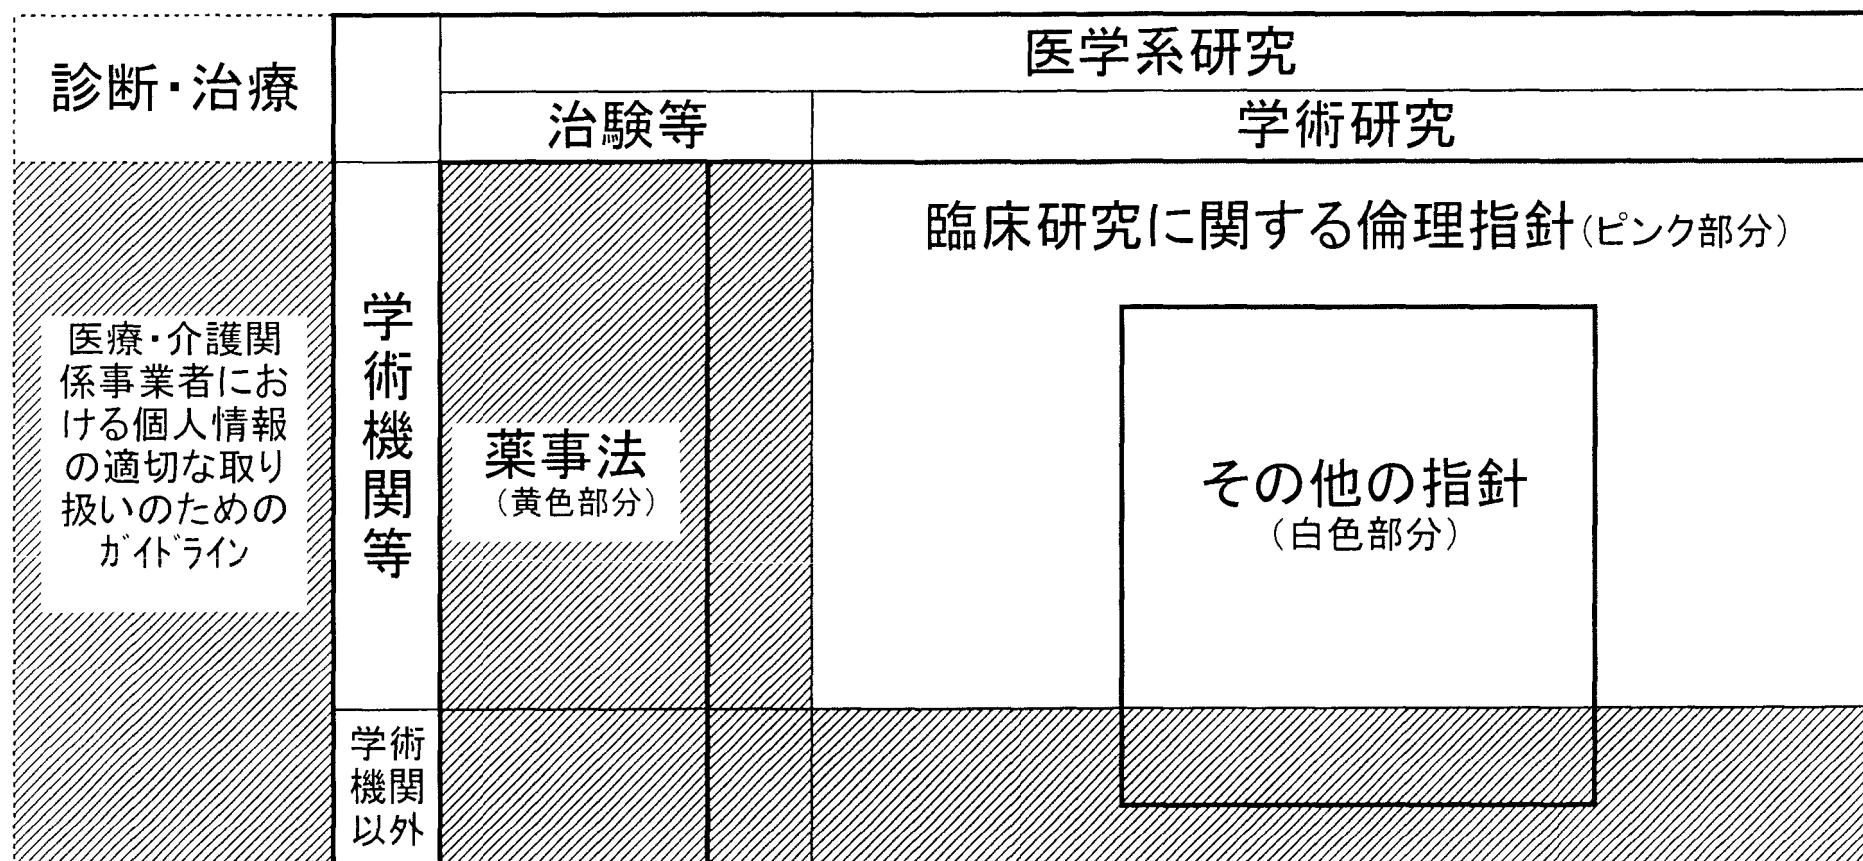 診断・治療
医学系研究
治験等
学術研究
学術機関等
臨床研究に関する倫理指針(ピンク部分)
医療・介護関
係事業者にお
ける個人情報
の適切な取り
扱いのための
ガイドライン
薬事法
(黄色部分)
その他の指針
(白色部分)
学術
機関
以外